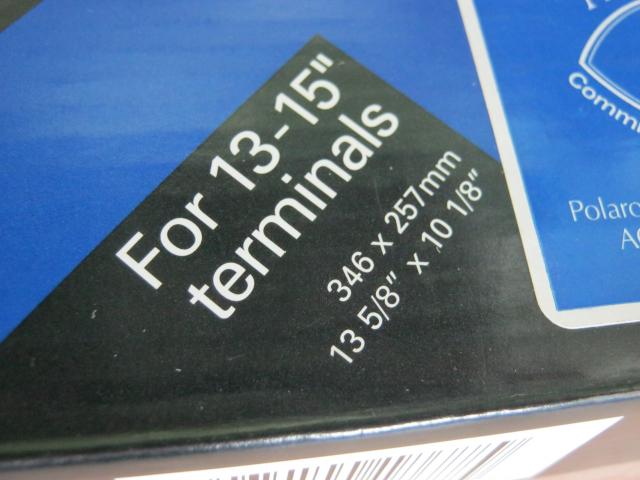 For 13-15"
terminals
346 x 257mm
13 5/8" x 10 1/8"